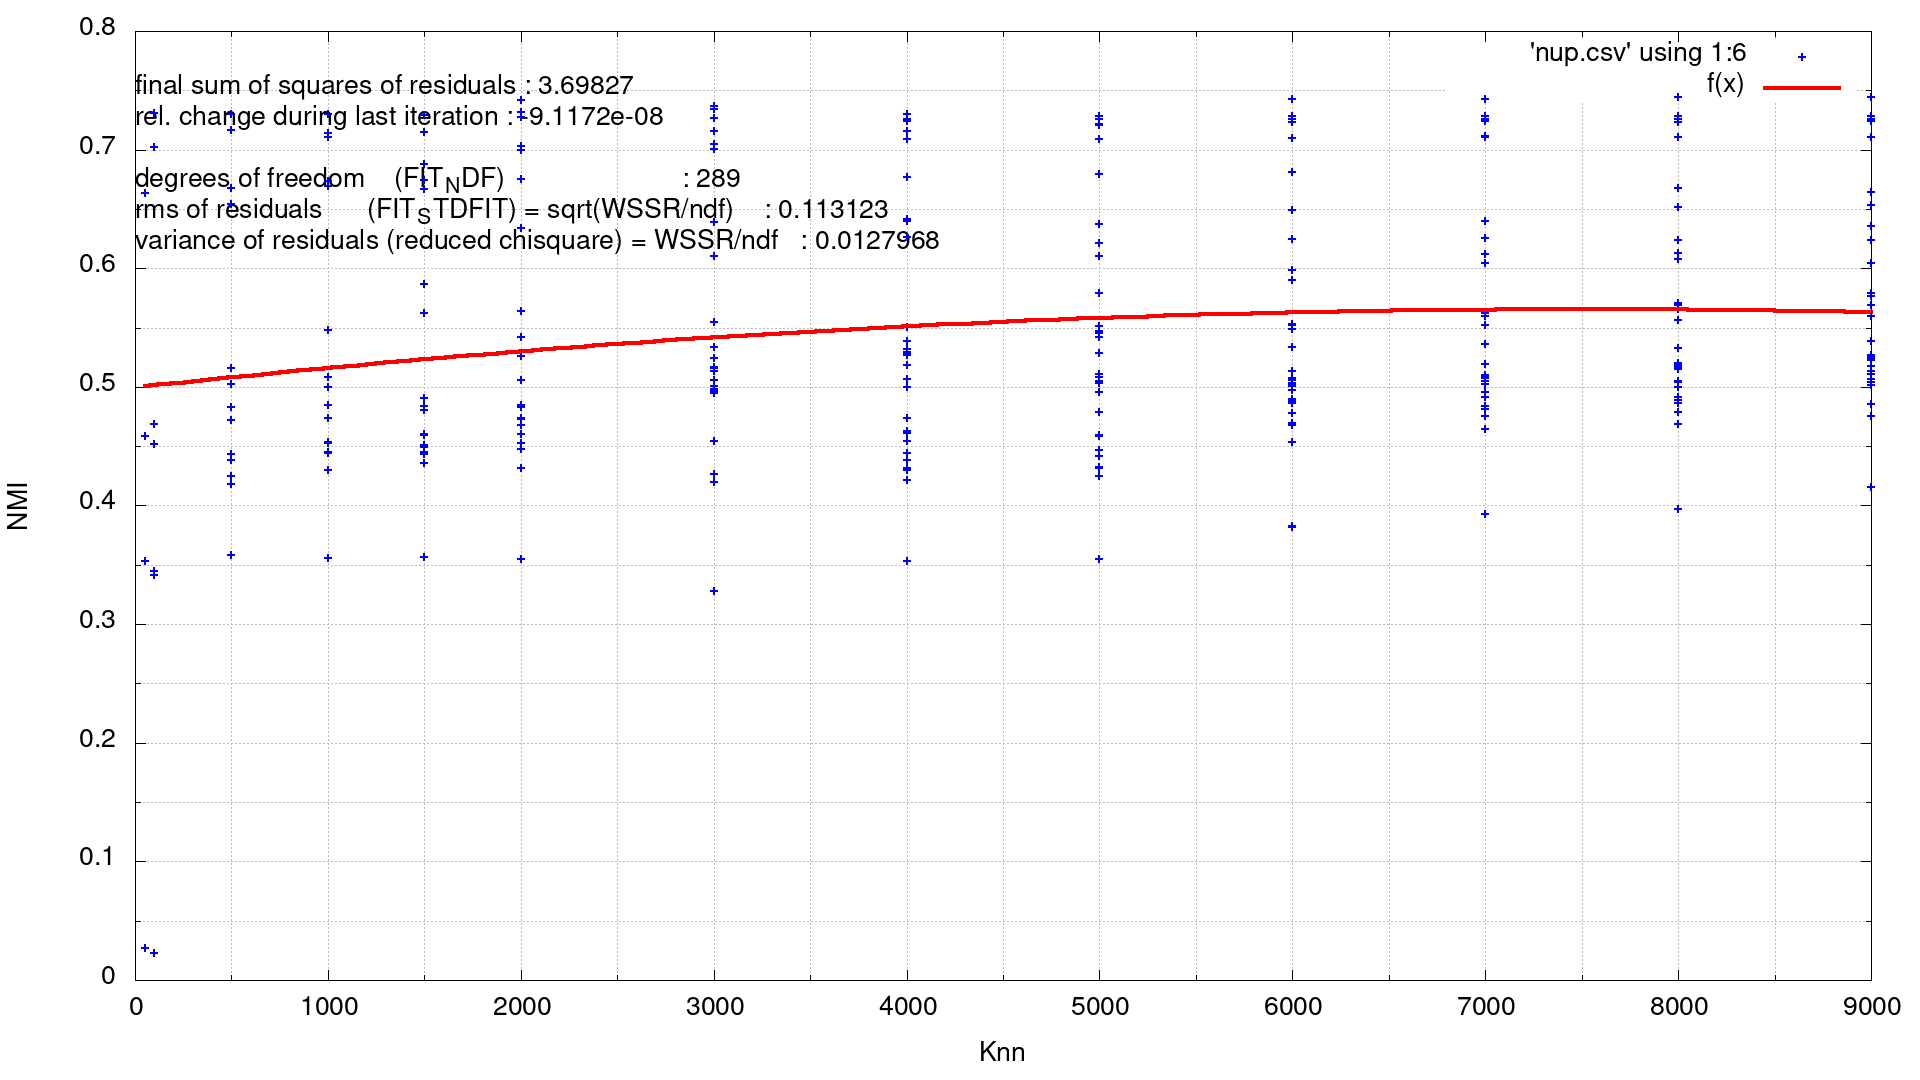 0.8
0.7
0.6
0.5
0.4
0.3
0.2
0.1
0
NMI
'nup.csv' using 1:6
f(x)
final sum of squares of residuals : 3.69827
rel. change during last iteration : -9.1172e-08
degrees of freedom (FIT_NDF) : 289
rms of residuals (FIT_STDFIT) = sqrt(WSSR/ndf) : 0.113123
variance of residuals (reduced chisquare) = WSSR/ndf : 0.0127968
0 1000 2000 3000 4000 5000 6000 7000 8000 9000
Knn